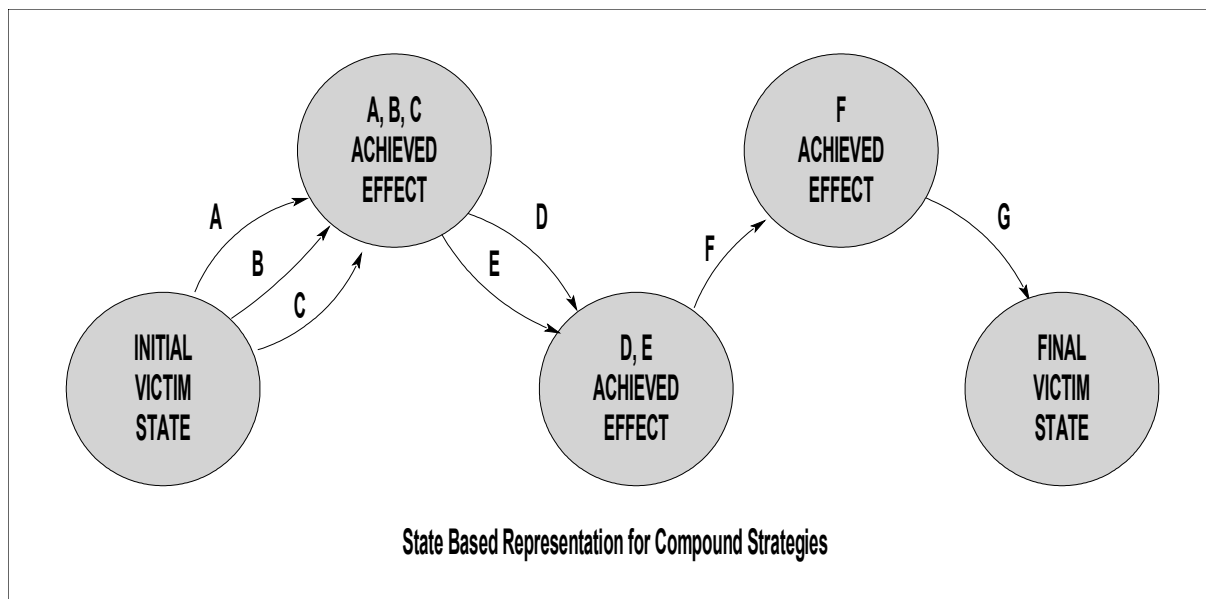 A, B, C
ACHIEVED
EFFECT
F
ACHIEVED
EFFECT
A
B
C
D
E
F
G
INITIAL
VICTIM
STATE
D, E
ACHIEVED
EFFECT
FINAL
VICTIM
STATE
State Based Representation for Compound Strategies